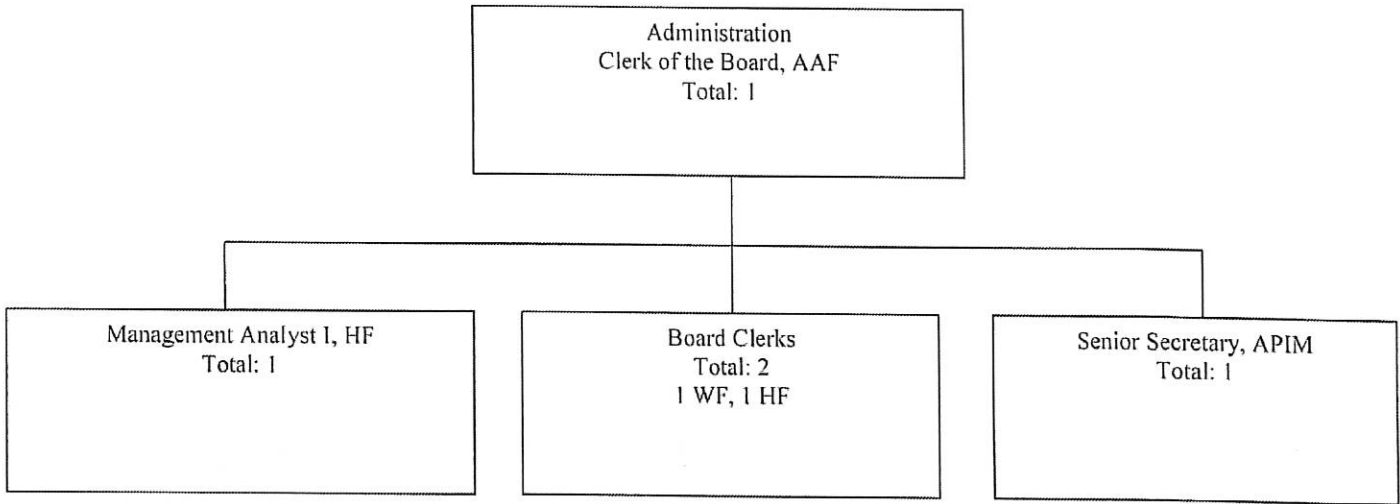 Administration
Clerk of the Board, AAF
Total: 1
Management Analyst I, HF
Total: 1
Board Clerks
Total: 2
1 WF, 1 HF
Senior Secretary, APIM
Total: 1